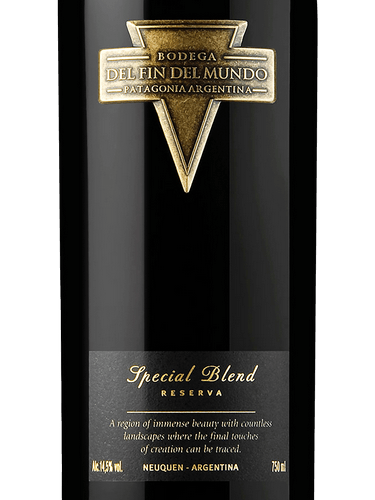 BODEGA
DEL FIN DEL MUNDO
PATAGONIA ARGENTINA
Special Blend
RESERVA
A region of immense beauty with countless
landscapes where the final touches
of creation can be traced.
Alc.14,5% vol.
NEUQUEN - ARGENTINA
750 ml